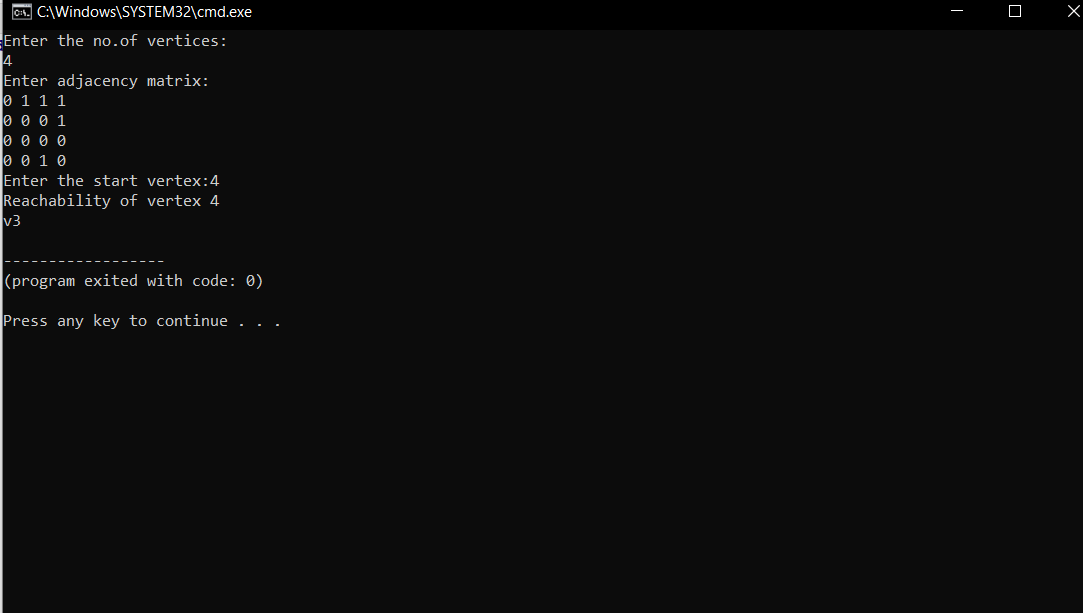 C:\Windows\SYSTEM32\cmd.exe
Enter the no.of vertices:
4
Enter adjacency matrix:
0 1 1 1
0 0 0 1
0 0 0 0
0 0 1 0
Enter the start vertex:4
Reachability of vertex 4
v3
------------------
(program exited with code: 0)
Press any key to continue . . .